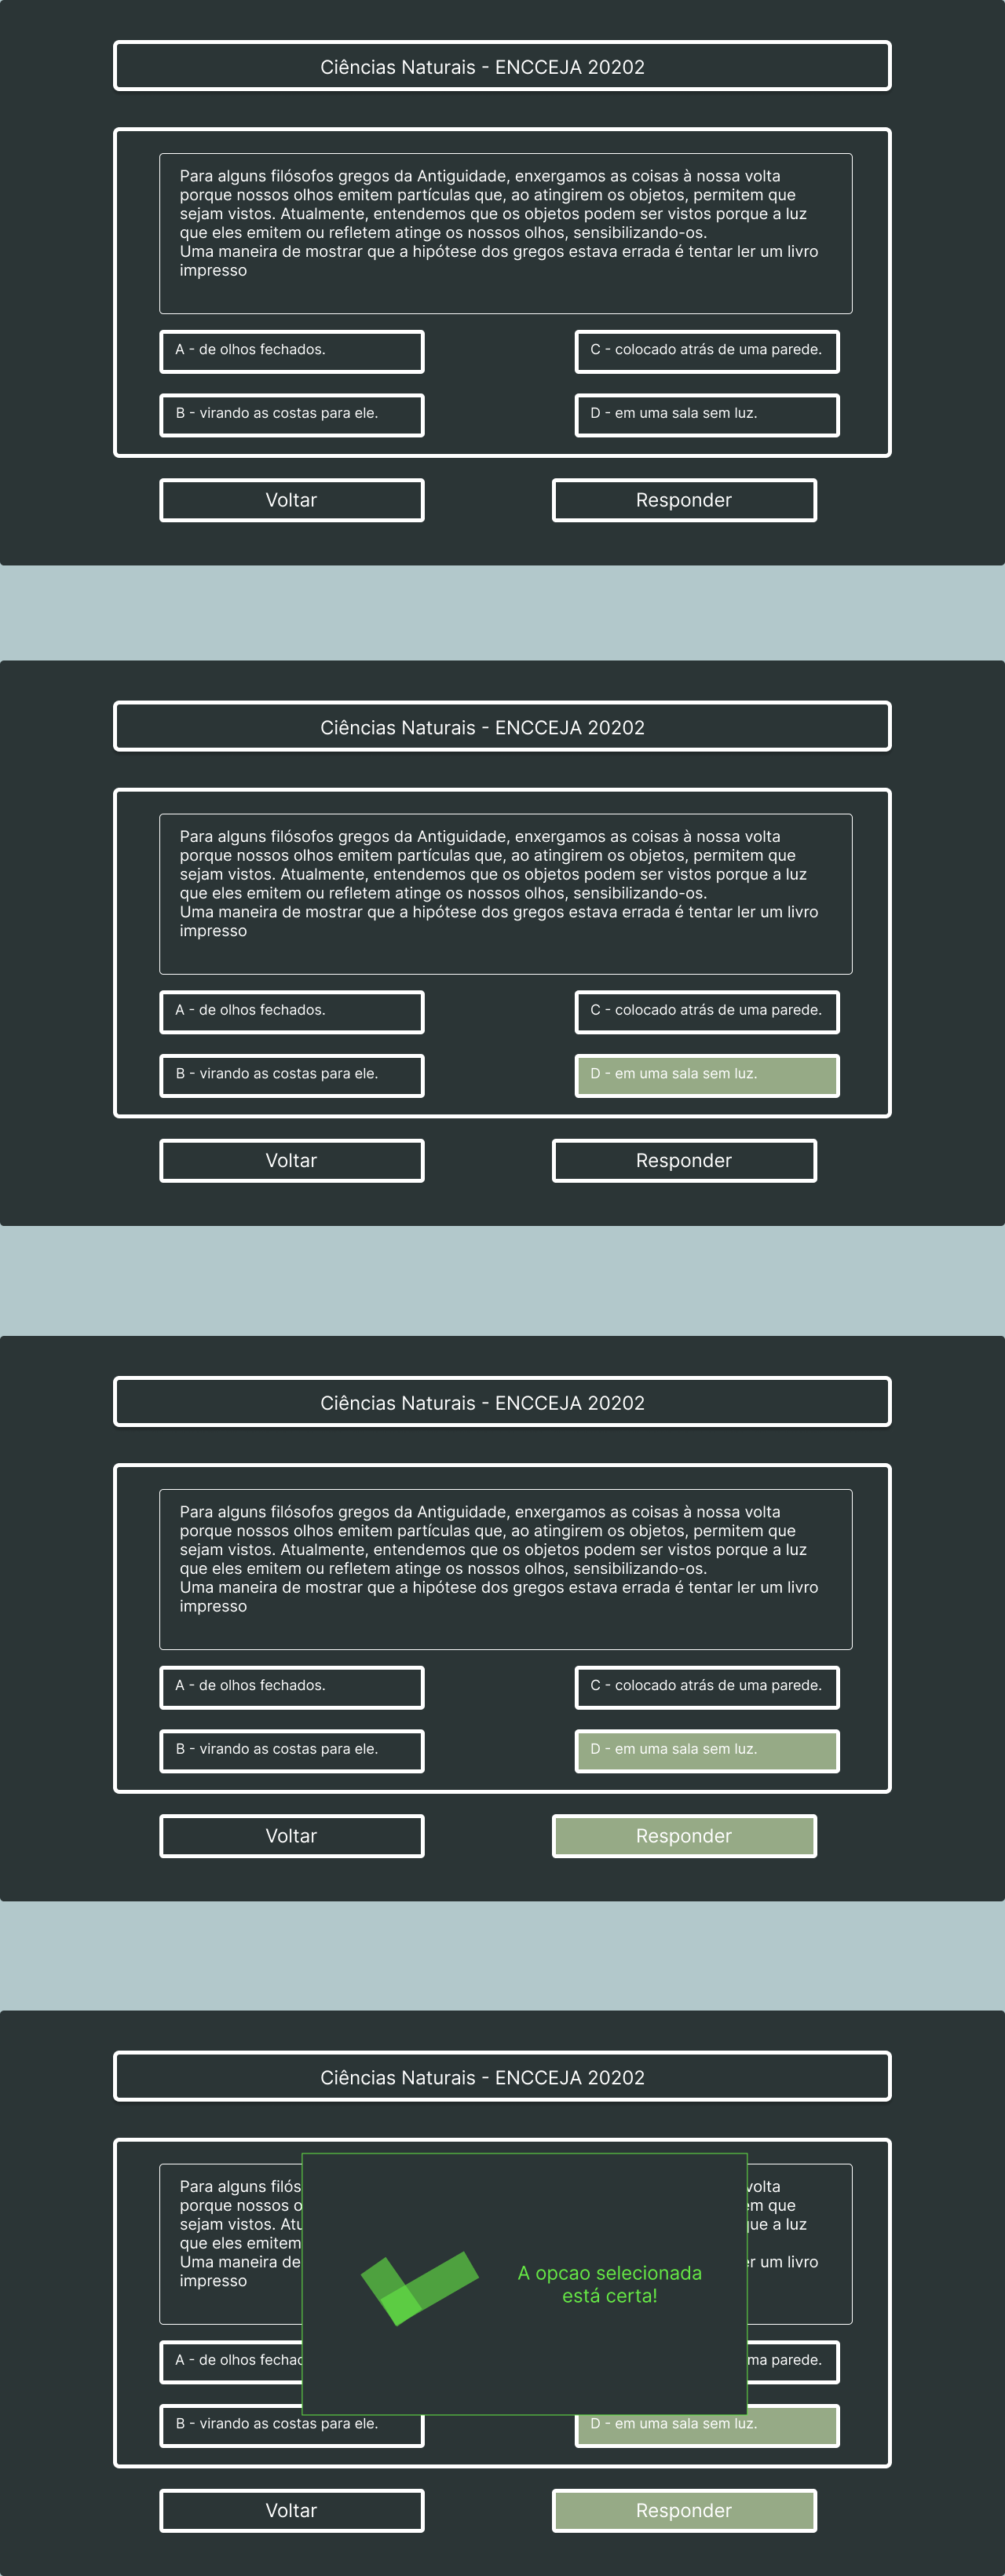 Ciências Naturais - ENCCEJA 20202
Para alguns filósofos gregos da Antiguidade, enxergamos as coisas à nossa volta
porque nossos olhos emitem partículas que, ao atingirem os objetos, permitem que
sejam vistos. Atualmente, entendemos que os objetos podem ser vistos porque a luz
que eles emitem ou refletem atinge os nossos olhos, sensibilizando-os.
Uma maneira de mostrar que a hipótese dos gregos estava errada é tentar ler um livro
impresso
A - de olhos fechados.
C - colocado atrás de uma parede.
B - virando as costas para ele.
D - em uma sala sem luz.
Voltar
Responder
Ciências Naturais - ENCCEJA 20202
Para alguns filósofos gregos da Antiguidade, enxergamos as coisas à nossa volta
porque nossos olhos emitem partículas que, ao atingirem os objetos, permitem que
sejam vistos. Atualmente, entendemos que os objetos podem ser vistos porque a luz
que eles emitem ou refletem atinge os nossos olhos, sensibilizando-os.
Uma maneira de mostrar que a hipótese dos gregos estava errada é tentar ler um livro
impresso
A - de olhos fechados.
C - colocado atrás de uma parede.
B - virando as costas para ele.
D - em uma sala sem luz.
Voltar
Responder
Ciências Naturais - ENCCEJA 20202
Para alguns filósofos gregos da Antiguidade, enxergamos as coisas à nossa volta
porque nossos olhos emitem partículas que, ao atingirem os objetos, permitem que
sejam vistos. Atualmente, entendemos que os objetos podem ser vistos porque a luz
que eles emitem ou refletem atinge os nossos olhos, sensibilizando-os.
Uma maneira de mostrar que a hipótese dos gregos estava errada é tentar ler um livro
impresso
A - de olhos fechados.
C - colocado atrás de uma parede.
B - virando as costas para ele.
D - em uma sala sem luz.
Voltar
Responder
Ciências Naturais - ENCCEJA 20202
Para alguns volta
porque nossos que
sejam vistos. a luz
que eles emitem
Uma maneira de um livro
impresso
A opcao selecionada
está certa!
A - de olhos
parede.
B - virando as costas para ele.
D - em uma sala sem luz.
Voltar
Responder